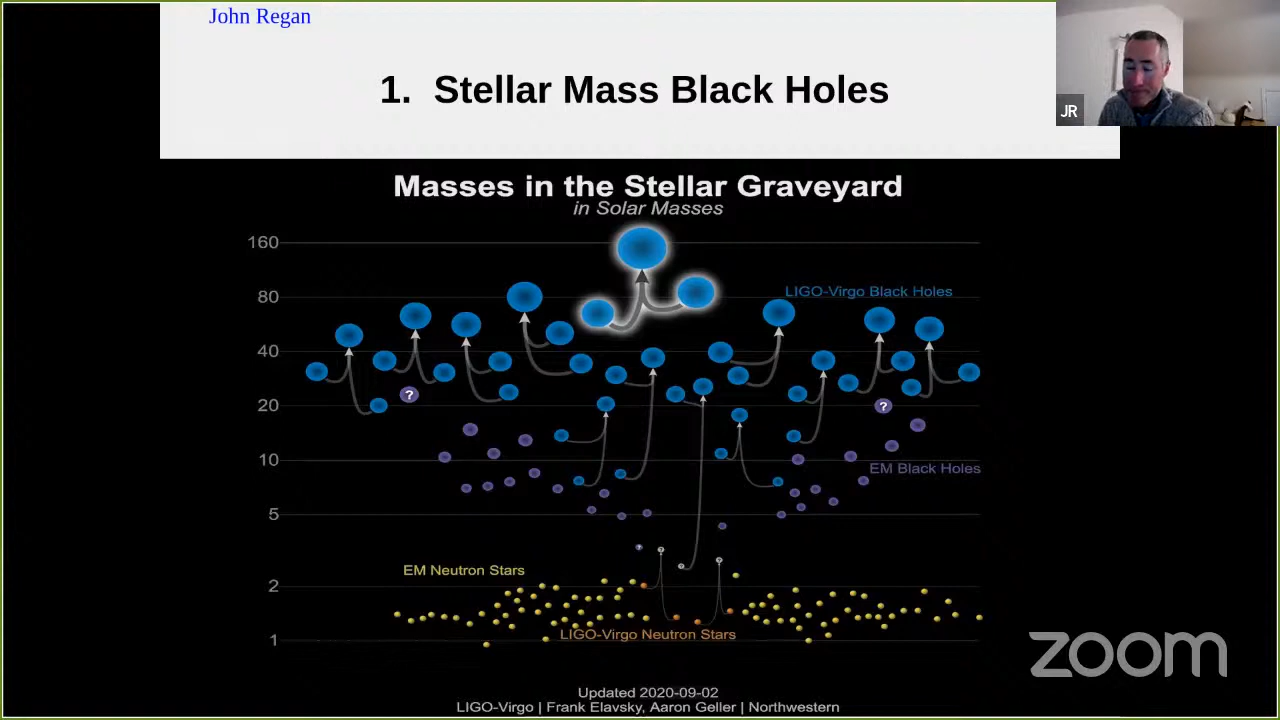 John Regan
1. Stellar Mass Black Holes
JR
Masses in the Stellar Graveyard
in Solar Masses
160
80
LIGO-Virgo Black Holes
40
?
20
?
10
EM Black Holes
5
EM Neutron Stars
2
LIGO-Virgo Neutron Stars
1
zoom
Updated 2020-09-02
LIGO-Virgo | Frank Elavsky, Aaron Geller | Northwestern